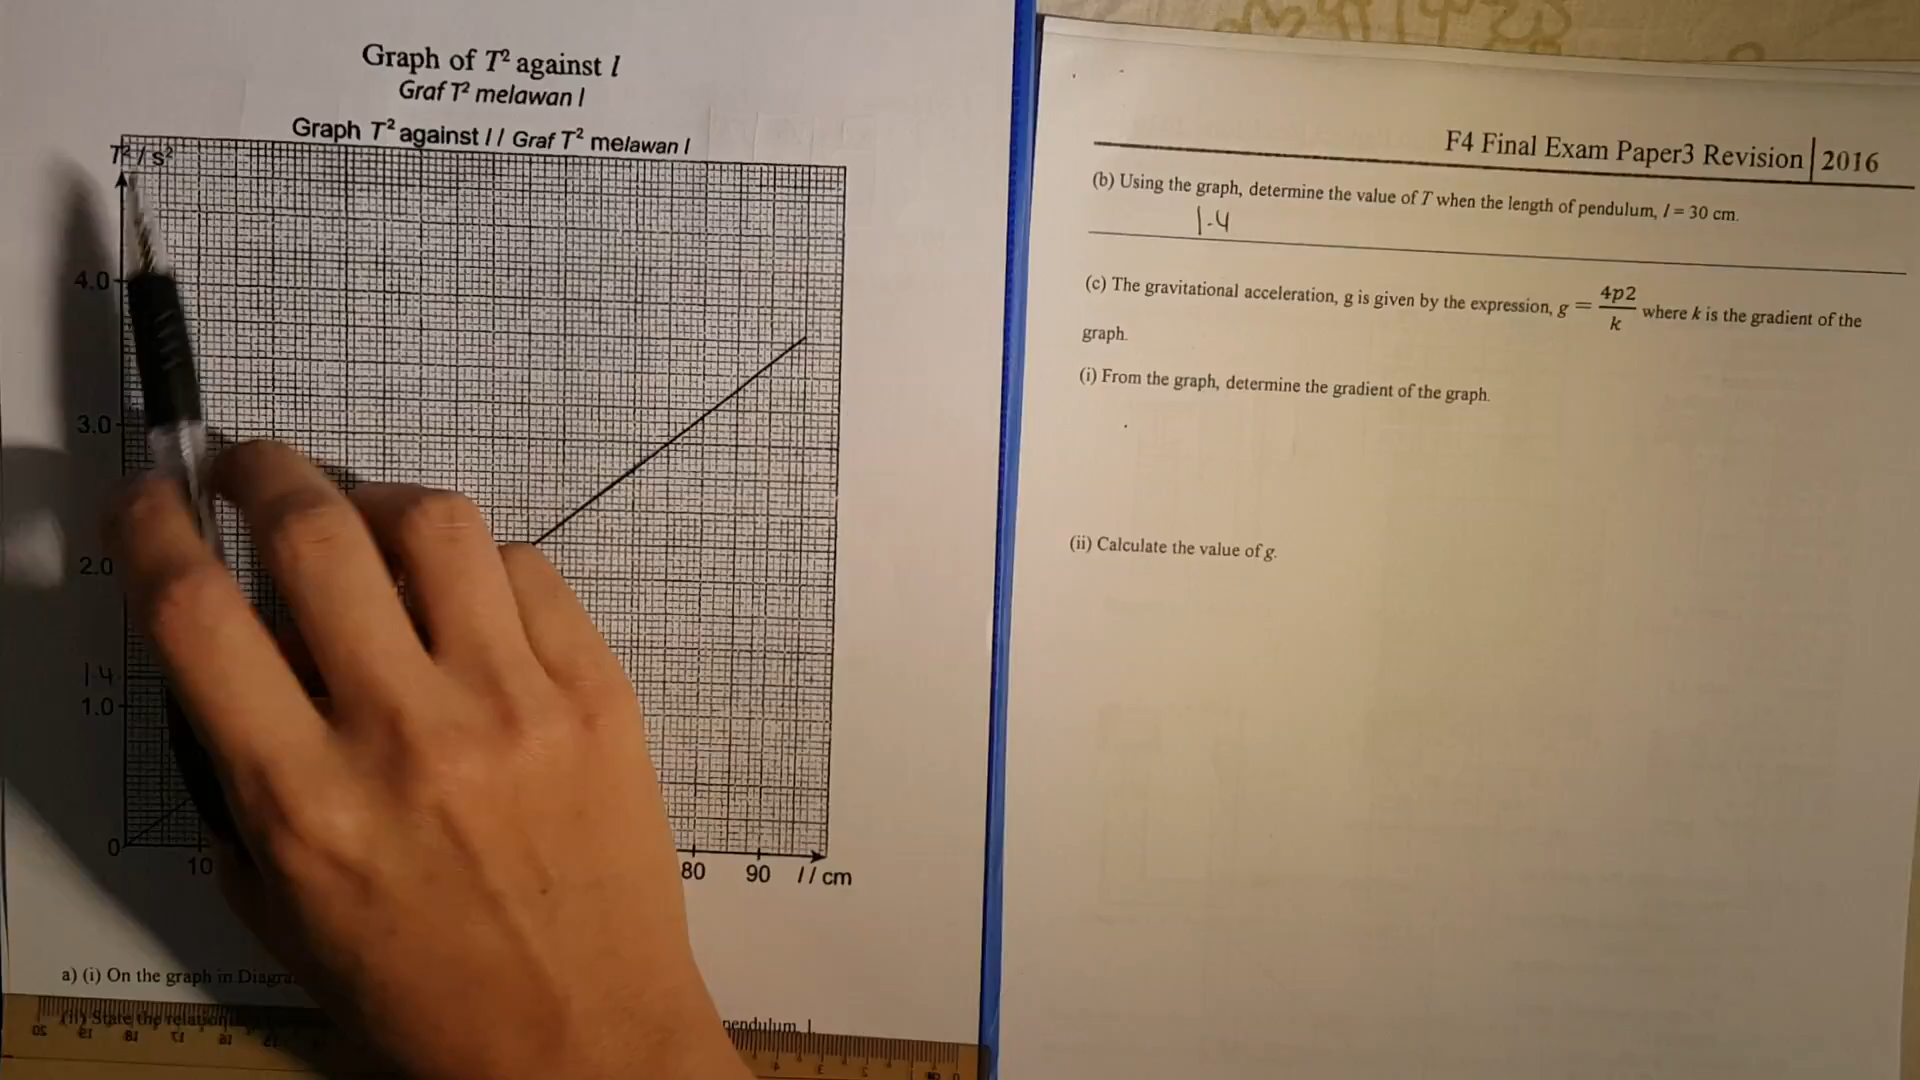 Graph of T² against l
Graf T² melawan l
Graph T² against l // Graf T² melawan l
T² / s²
4.0
3.0
2.0
1.4
1.0
0
10
80
90
l / cm
a) (i) On the graph in
(ii) State the
pendulum, l
F4 Final Exam Paper3 Revision | 2016
(b) Using the graph, determine the value of T when the length of pendulum, l = 30 cm.
1.4
(c) The gravitational acceleration, g is given by the expression, g = 4p2/k where k is the gradient of the
graph.
(i) From the graph, determine the gradient of the graph.
(ii) Calculate the value of g.